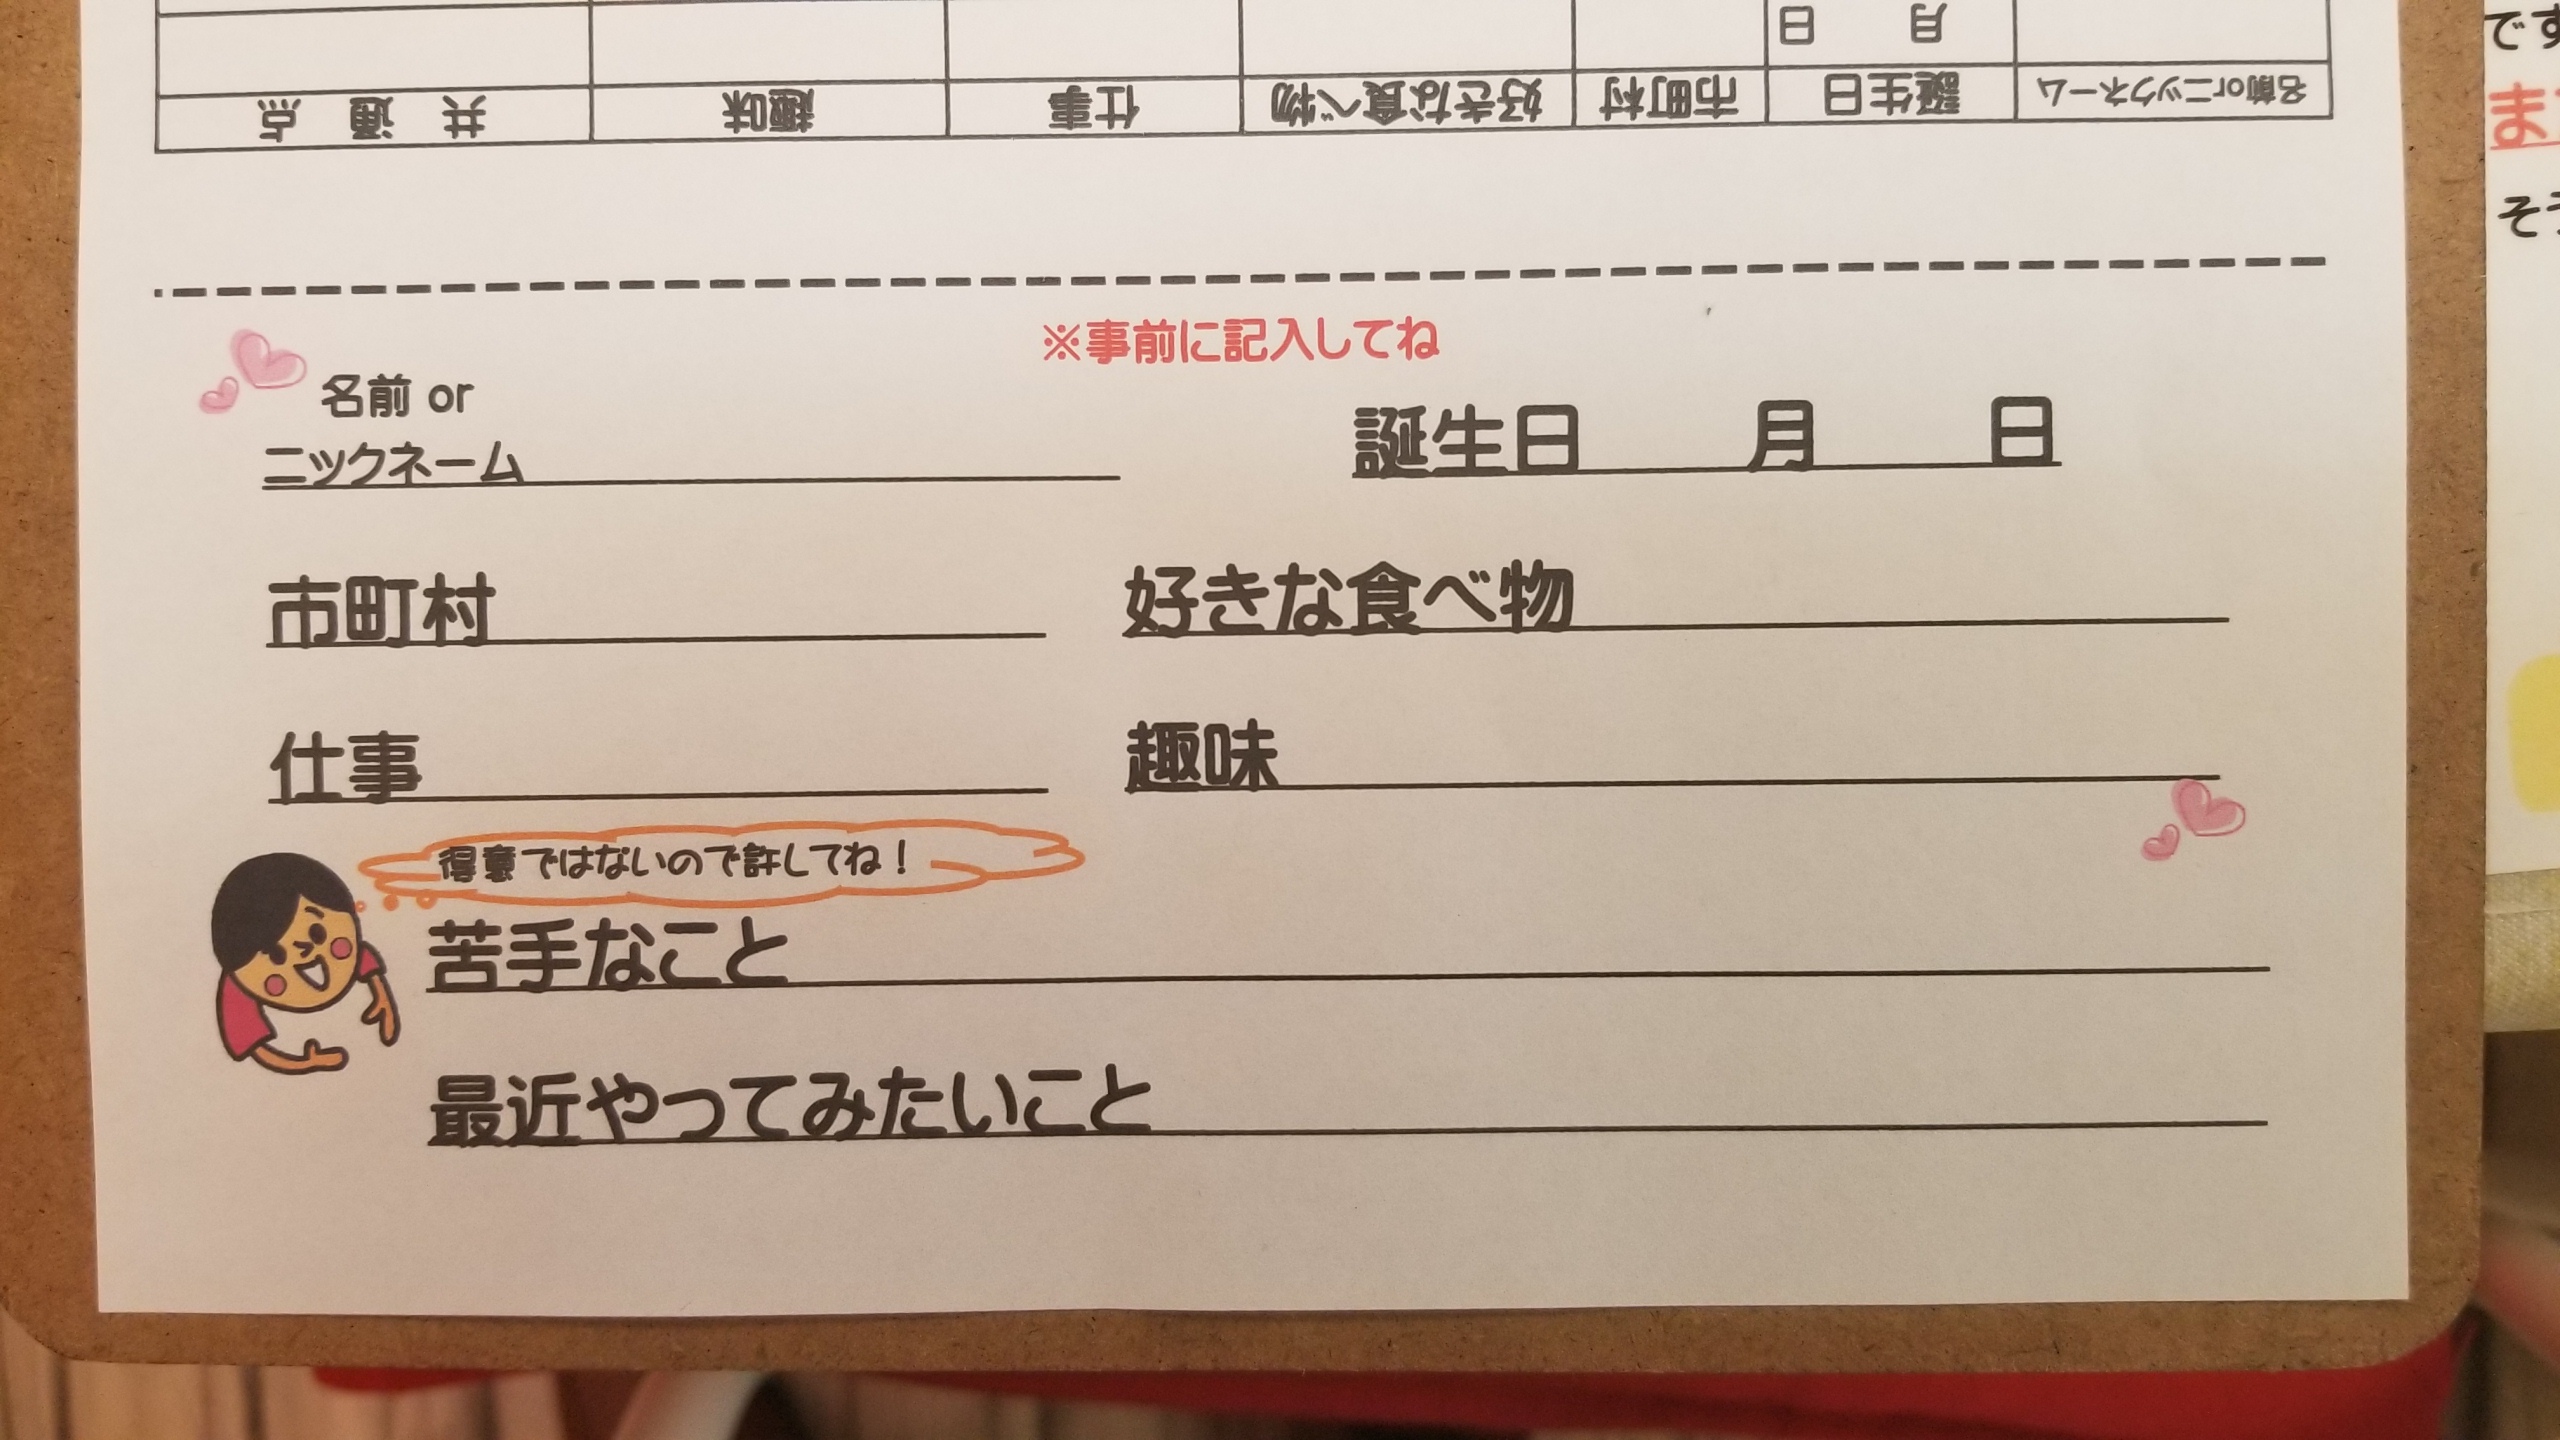 日 月
共通点 趣味 仕事 好きな食べ物 市町村 誕生日 名前orニックネーム
※事前に記入してね
名前 or
ニックネーム
誕生日 月 日
市町村 好きな食べ物
仕事 趣味
得意ではないので許してね！
苦手なこと
最近やってみたいこと
です
ま
そ